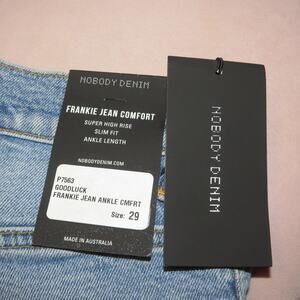 NOBODY DENIM
FRANKIE JEAN COMFORT
SUPER HIGH RISE
SLIM FIT
ANKLE LENGTH
NOBODYDENIM.COM
P7563
GOODLUCK
FRANKIE JEAN ANKLE CMFRT
Size: 29
MADE IN AUSTRALIA
NOBODY DENIM